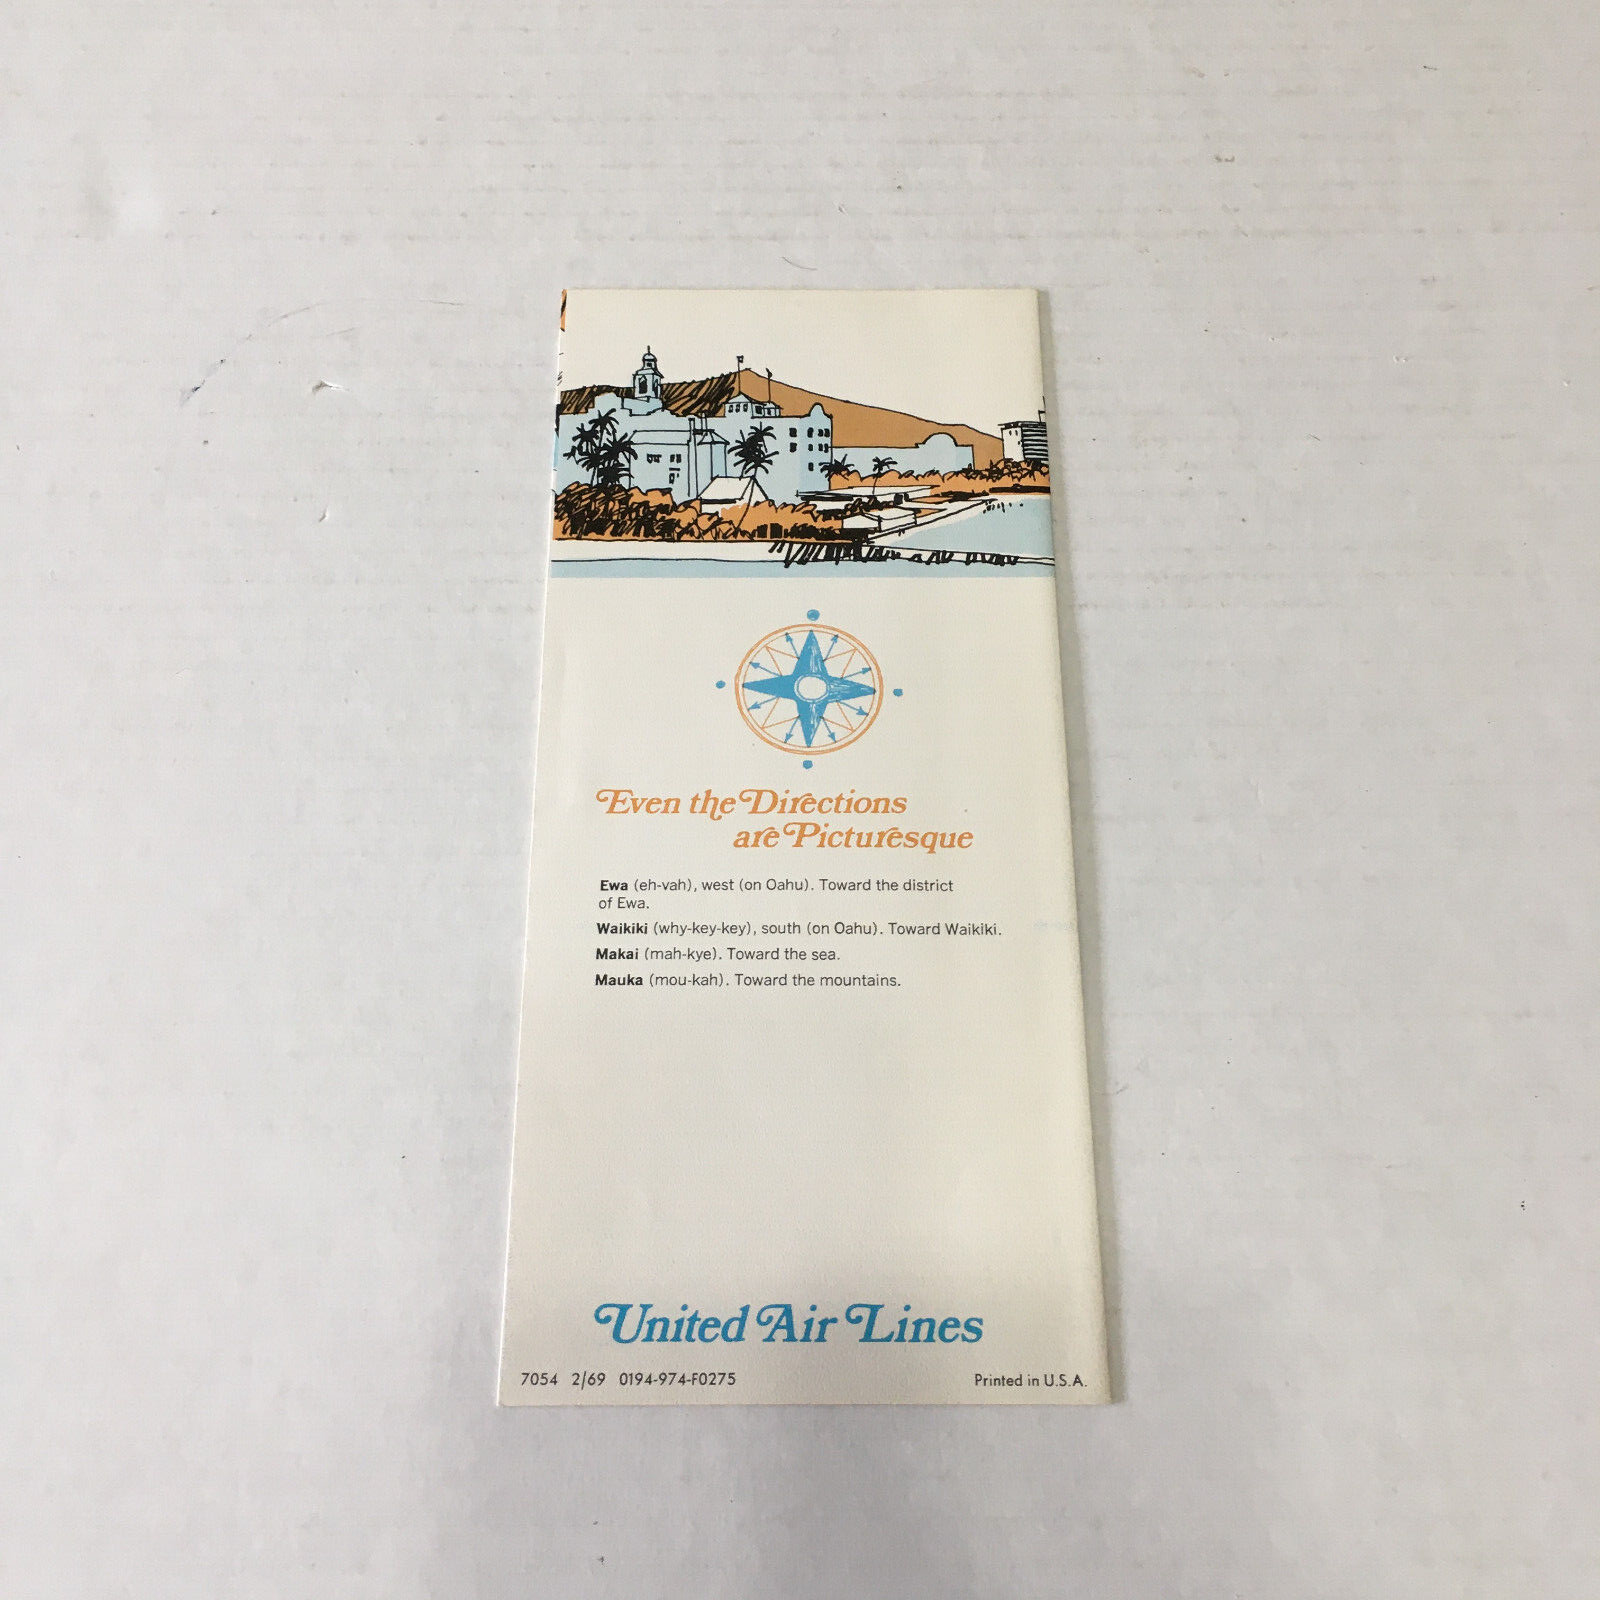 Even the Directions
are Picturesque
Ewa (eh-vah), west (on Oahu). Toward the district
of Ewa.
Waikiki (why-key-key), south (on Oahu). Toward Waikiki.
Makai (mah-kye). Toward the sea.
Mauka (mou-kah). Toward the mountains.
United Air Lines
7054 2/69 0194-974-F0275 Printed in U.S.A.